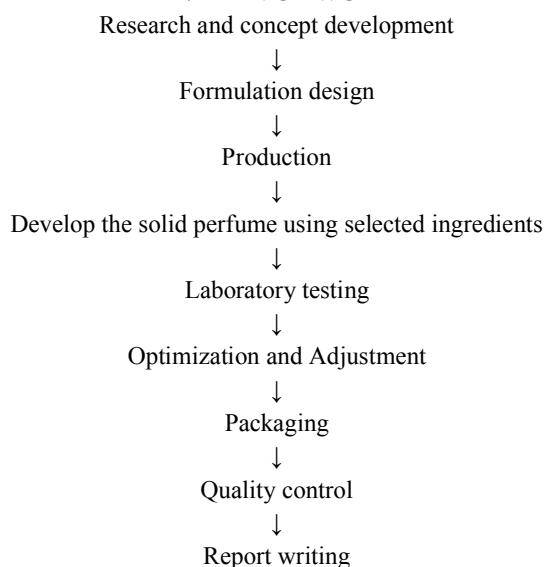 Research and concept development
↓
Formulation design
↓
Production
↓
Develop the solid perfume using selected ingredients
↓
Laboratory testing
↓
Optimization and Adjustment
↓
Packaging
↓
Quality control
↓
Report writing